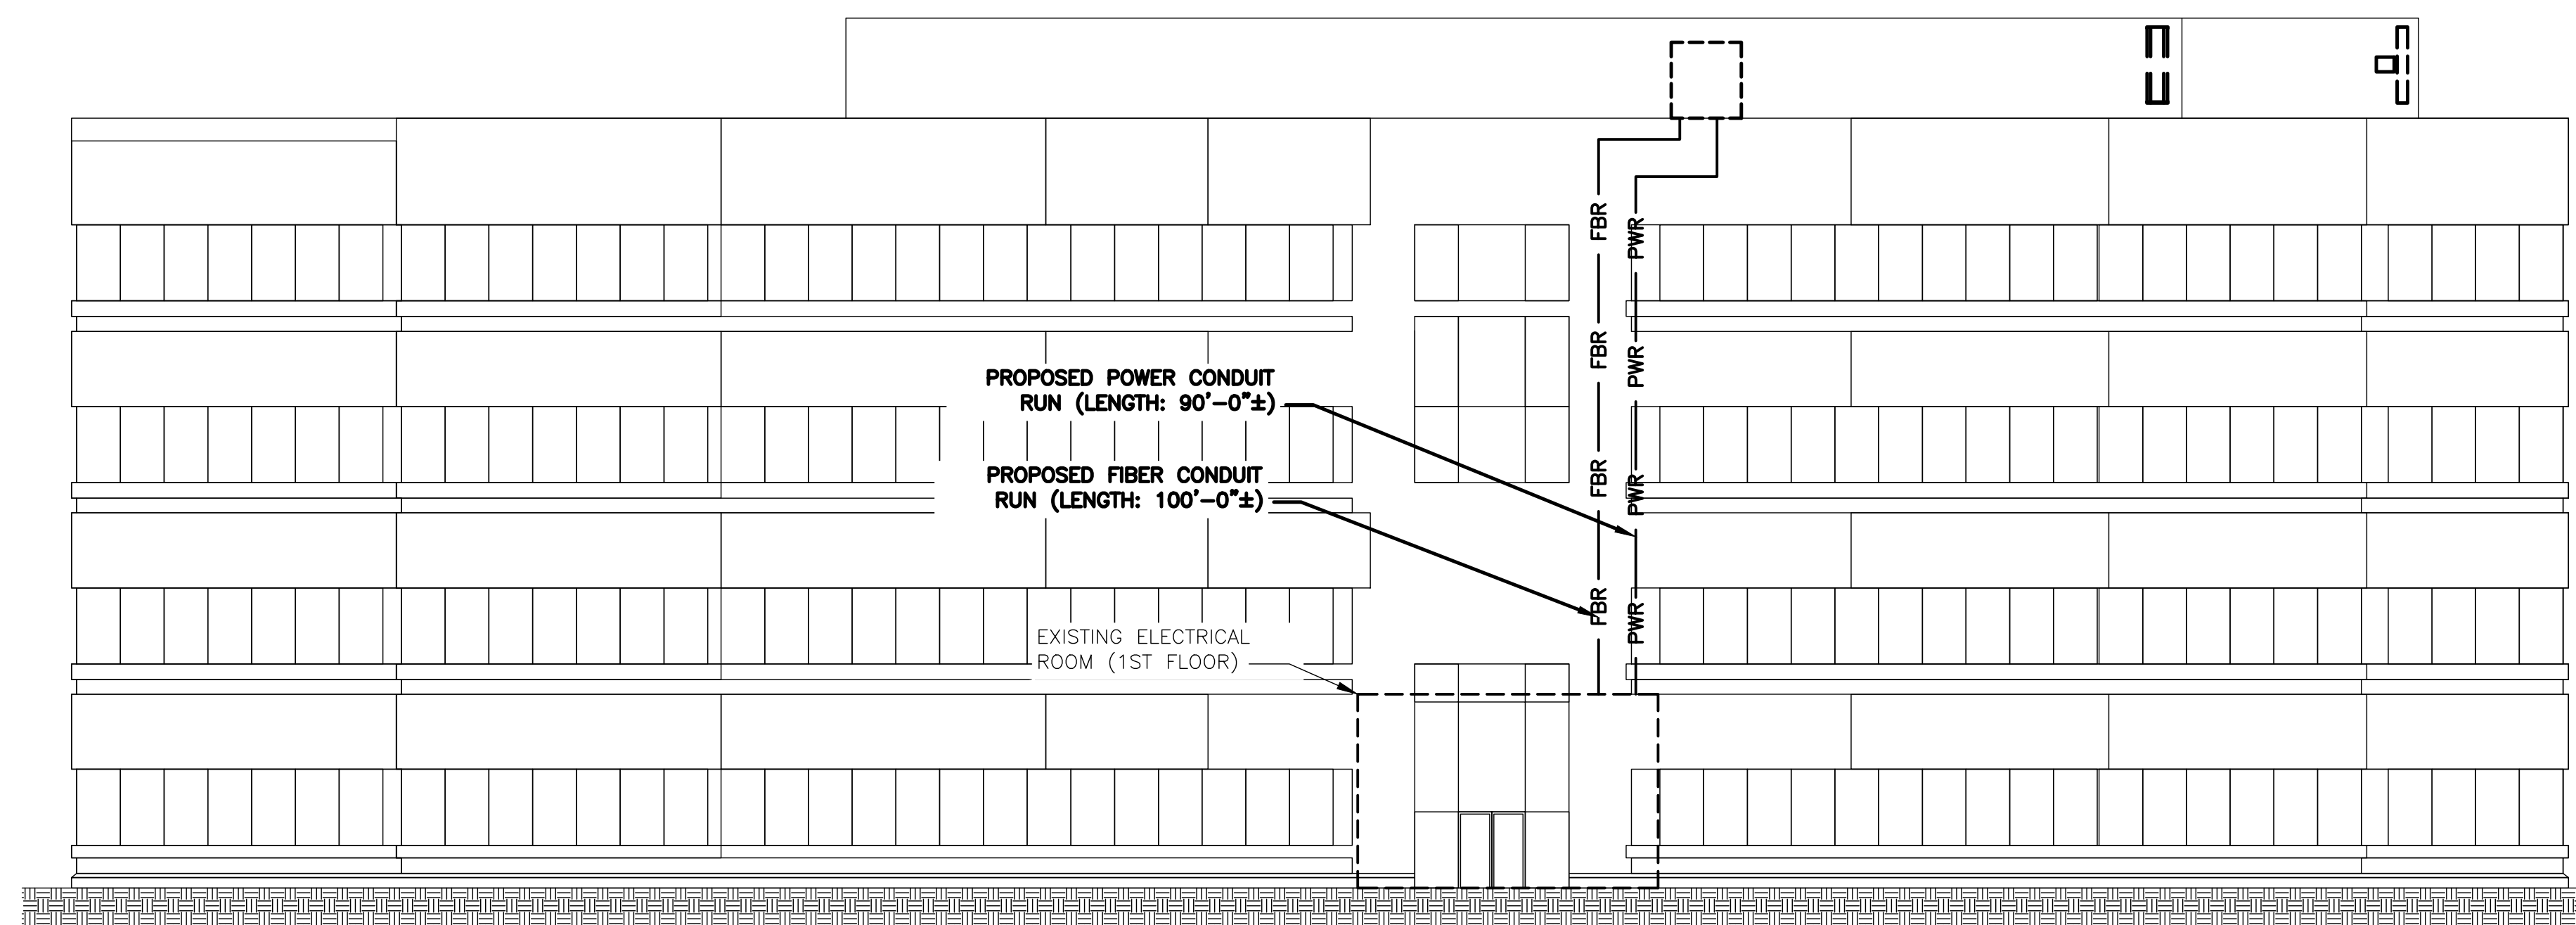 PROPOSED POWER CONDUIT
RUN (LENGTH: 90'-0"±)
PROPOSED FIBER CONDUIT
RUN (LENGTH: 100'-0"±)
EXISTING ELECTRICAL
ROOM (1ST FLOOR)
FBR
FBR
FBR
FBR
PWR
PWR
PWR
PWR